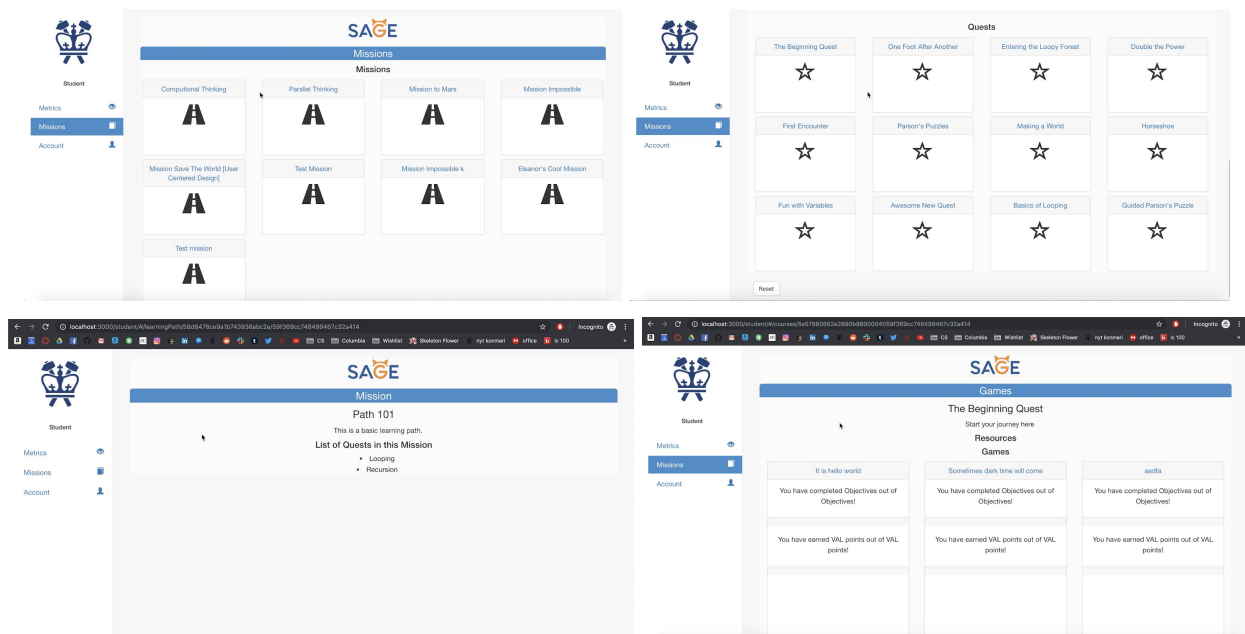 SAGE
Missions
Missions
Student
Metrics
Missions
Account
Computional Thinking
Parallel Thinking
Mission to Mars
Mission Impossible
Mission Save The World [User
Centered Design]
Test Mission
Mission Impossible k
Eleanor's Cool Mission
Test mission
Quests
Student
Metrics
Missions
Account
The Beginning Quest
One Foot After Another
Entering the Loopy Forest
Double the Power
First Encounter
Parson's Puzzles
Making a World
Horseshoe
Fun with Variables
Awesome New Quest
Basics of Looping
Guided Parson's Puzzle
Reset
localhost:3000/student/#/learningPath/58d8476ce9a1b743936abc2e/59f369cc748499467c32a414
Incognito
CS
Columbia
Wishlist
Skeleton Flower
nyt konmari
office
lc 100
SAGE
Mission
Path 101
This is a basic learning path.
List of Quests in this Mission
• Looping
• Recursion
Student
Metrics
Missions
Account
localhost:3000/student/#/courses/5a57880662e2890b9800004f/59f369cc748499467c32a414
Incognito
CS
Columbia
Wishlist
Skeleton Flower
nyt konmari
office
lc 100
SAGE
Games
The Beginning Quest
Start your journey here
Resources
Games
Student
Metrics
Missions
Account
It is hello world
Sometimes dark time will come
aadfa
You have completed Objectives out of
Objectives!
You have completed Objectives out of
Objectives!
You have completed Objectives out of
Objectives!
You have earned VAL points out of VAL
points!
You have earned VAL points out of VAL
points!
You have earned VAL points out of VAL
points!